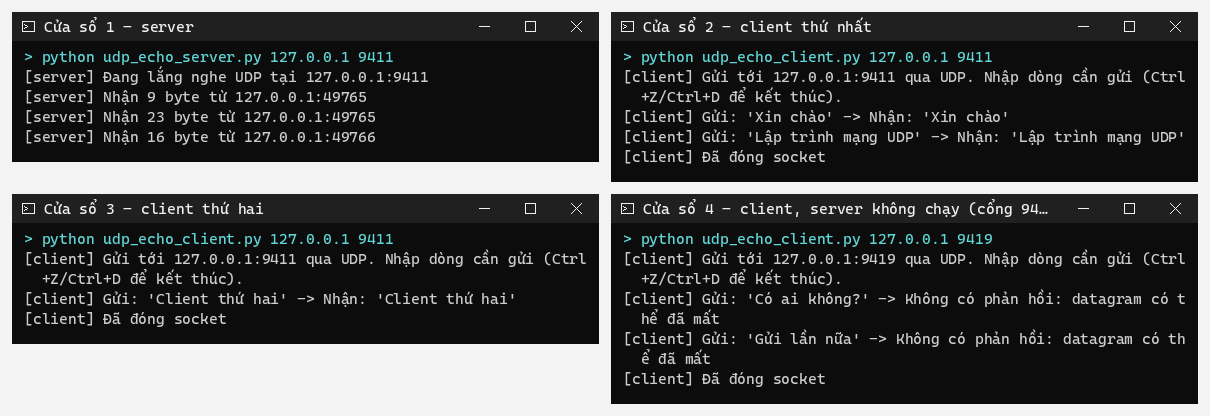 Cửa sổ 1 — server
> python udp_echo_server.py 127.0.0.1 9411
[server] Đang lắng nghe UDP tại 127.0.0.1:9411
[server] Nhận 9 byte từ 127.0.0.1:49765
[server] Nhận 23 byte từ 127.0.0.1:49765
[server] Nhận 16 byte từ 127.0.0.1:49766
Cửa sổ 2 — client thứ nhất
> python udp_echo_client.py 127.0.0.1 9411
[client] Gửi tới 127.0.0.1:9411 qua UDP. Nhập dòng cần gửi (Ctrl
+Z/Ctrl+D để kết thúc).
[client] Gửi: 'Xin chào' -> Nhận: 'Xin chào'
[client] Gửi: 'Lập trình mạng UDP' -> Nhận: 'Lập trình mạng UDP'
[client] Đã đóng socket
Cửa sổ 3 — client thứ hai
> python udp_echo_client.py 127.0.0.1 9411
[client] Gửi tới 127.0.0.1:9411 qua UDP. Nhập dòng cần gửi (Ctrl
+Z/Ctrl+D để kết thúc).
[client] Gửi: 'Client thứ hai' -> Nhận: 'Client thứ hai'
[client] Đã đóng socket
Cửa sổ 4 — client, server không chạy (cổng 94…
> python udp_echo_client.py 127.0.0.1 9419
[client] Gửi tới 127.0.0.1:9419 qua UDP. Nhập dòng cần gửi (Ctrl
+Z/Ctrl+D để kết thúc).
[client] Gửi: 'Có ai không?' -> Không có phản hồi: datagram có t
hể đã mất
[client] Gửi: 'Gửi lần nữa' -> Không có phản hồi: datagram có th
ể đã mất
[client] Đã đóng socket